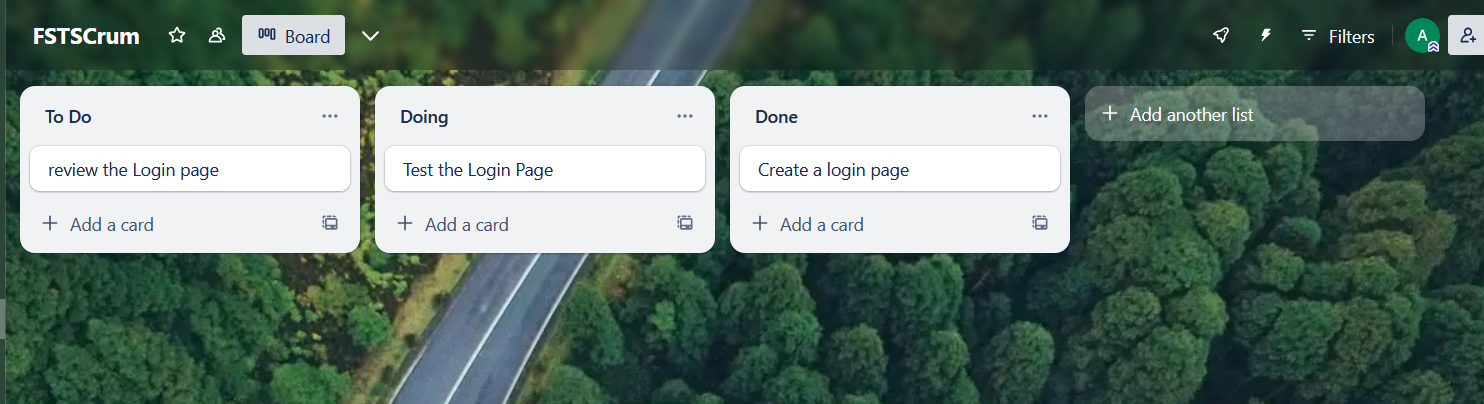 FSTSCrum
Board
Filters
A
To Do
review the Login page
Add a card
Doing
Test the Login Page
Add a card
Done
Create a login page
Add a card
Add another list